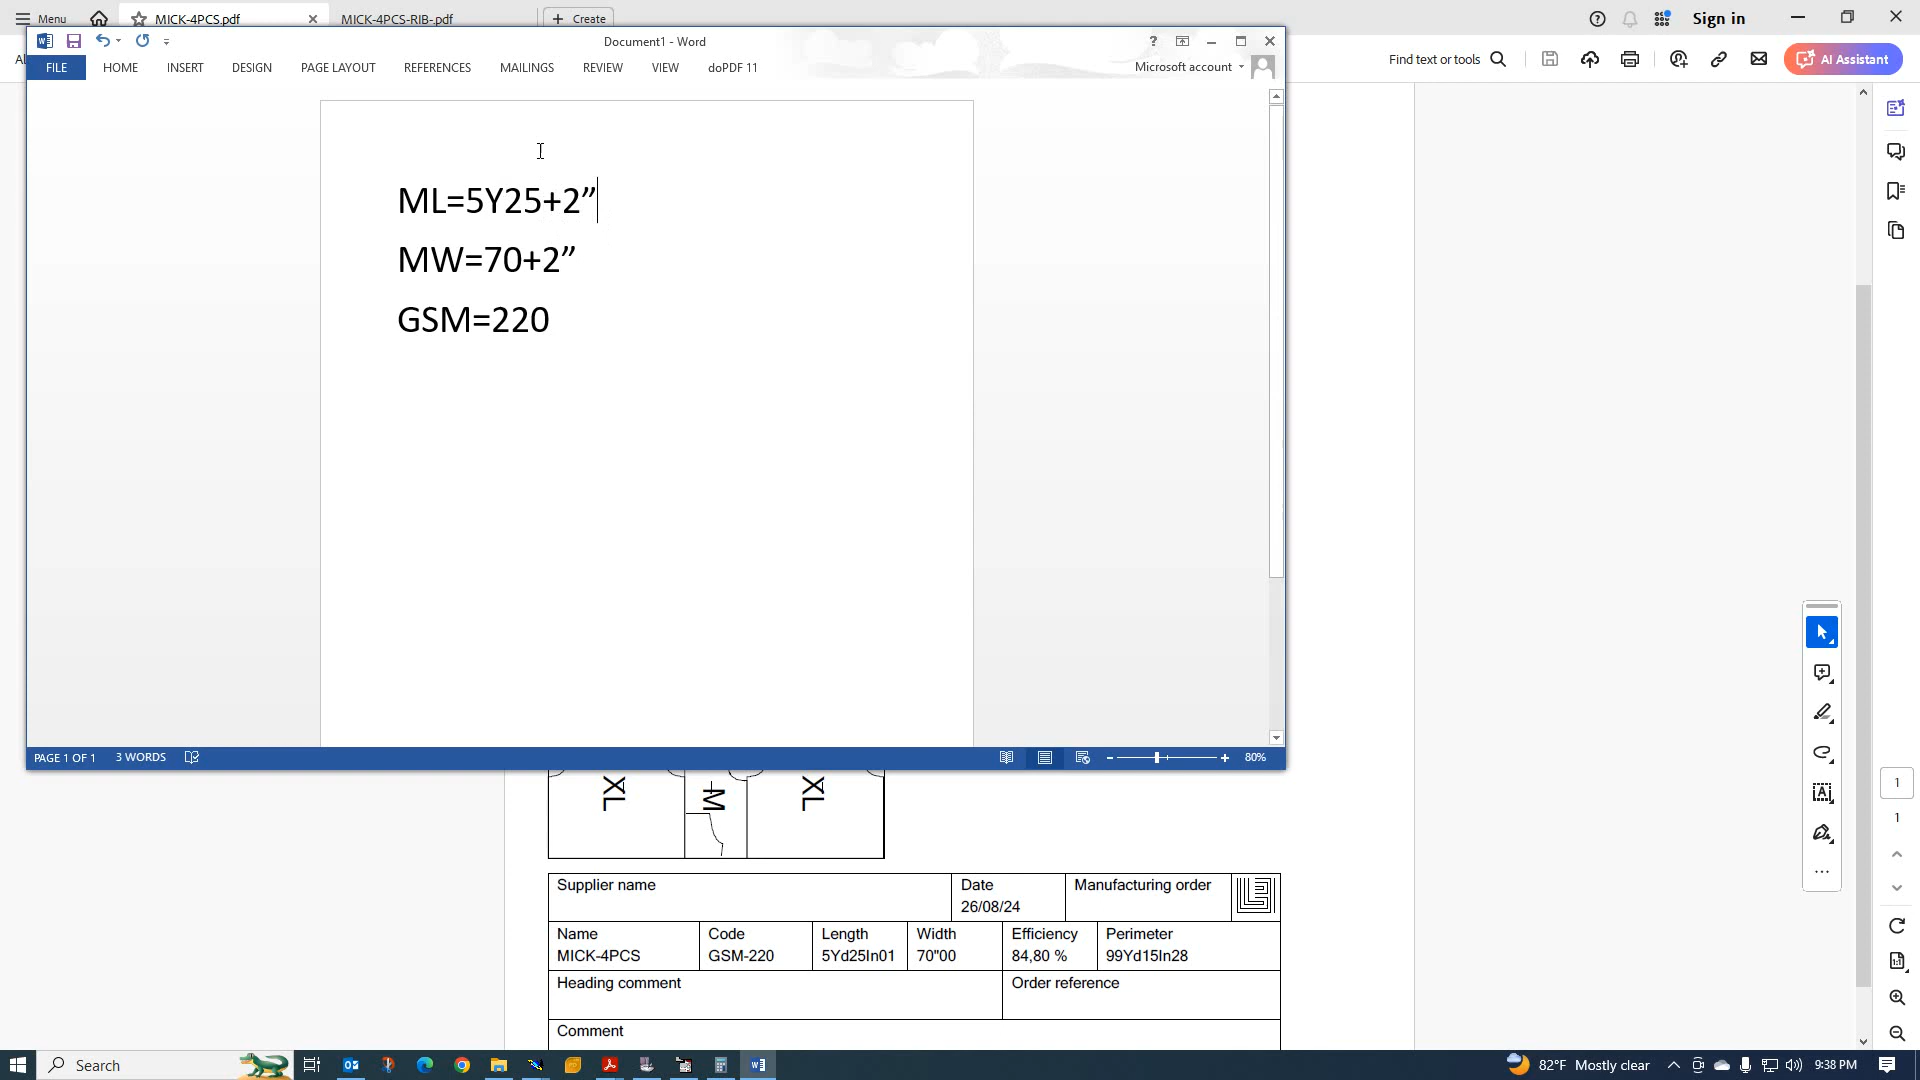 Menu
MICK-4PCS.pdf
MICK-4PCS-RIB-.pdf
Create
Sign in
Document1 - Word
FILE HOME INSERT DESIGN PAGE LAYOUT REFERENCES MAILINGS REVIEW VIEW doPDF 11
Microsoft account
Find text or tools
AI Assistant
ML=5Y25+2”
MW=70+2”
GSM=220
PAGE 1 OF 1 3 WORDS
80%
XL
M
XL
1
1
Supplier name
Date
26/08/24
Manufacturing order
Name
MICK-4PCS
Code
GSM-220
Length
5Yd25In01
Width
70"00
Efficiency
84,80 %
Perimeter
99Yd15In28
Heading comment
Order reference
Comment
Search
82°F Mostly clear
9:38 PM